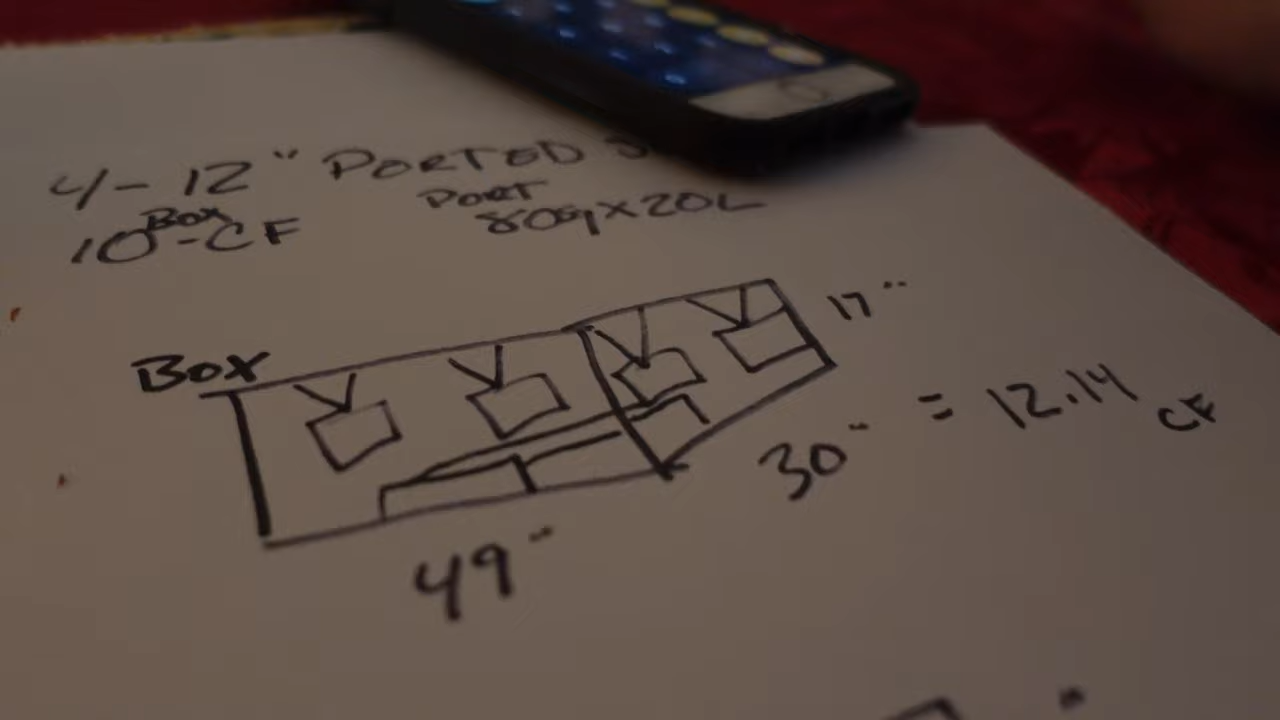 4- 12" PORTED
BOX PORT
10 - CF 80sq x 20L
BOX
17"
30" = 12.14 CF
49"